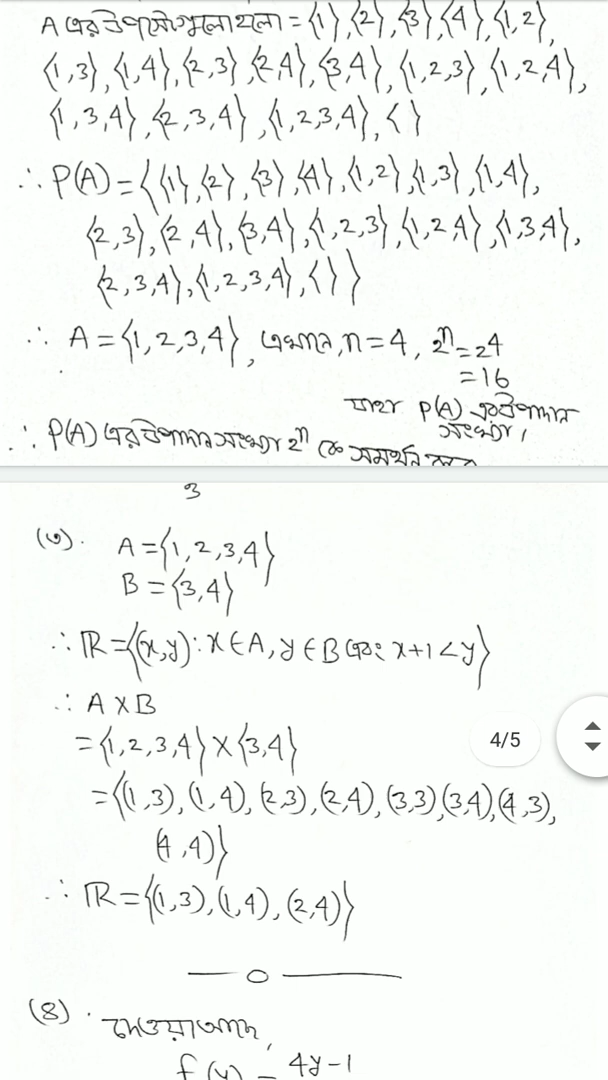 A এর উপসেটগুলো হলো = {1}, {2}, {3}, {4}, {1,2},
{1,3}, {1,4}, {2,3}, {2,4}, {3,4}, {1,2,3}, {1,2,4},
{1,3,4}, {2,3,4}, {1,2,3,4}, { }
∴ P(A) = {{1}, {2}, {3}, {4}, {1,2}, {1,3}, {1,4},
{2,3}, {2,4}, {3,4}, {1,2,3}, {1,2,4}, {1,3,4},
{2,3,4}, {1,2,3,4}, { }}
∴ A = {1,2,3,4}, এখানে, n = 4, 2ⁿ = 2⁴
= 16
যাহা P(A) এর উপাদান
সংখ্যা।
∴ P(A) এর উপাদান সংখ্যা 2ⁿ কে সমর্থন করে
3
(৩). A = {1,2,3,4}
B = {3,4}
∴ R = {(x,y) : x ∈ A, y ∈ B এবং x+1 < y}
∴ A X B
= {1,2,3,4} X {3,4}
= {(1,3), (1,4), (2,3), (2,4), (3,3) (3,4) (4,3),
(4,4)}
4/5
∴ R = {(1,3), (1,4), (2,4)}
(৪). দেওয়া আছে,
f(y) = 4y-1